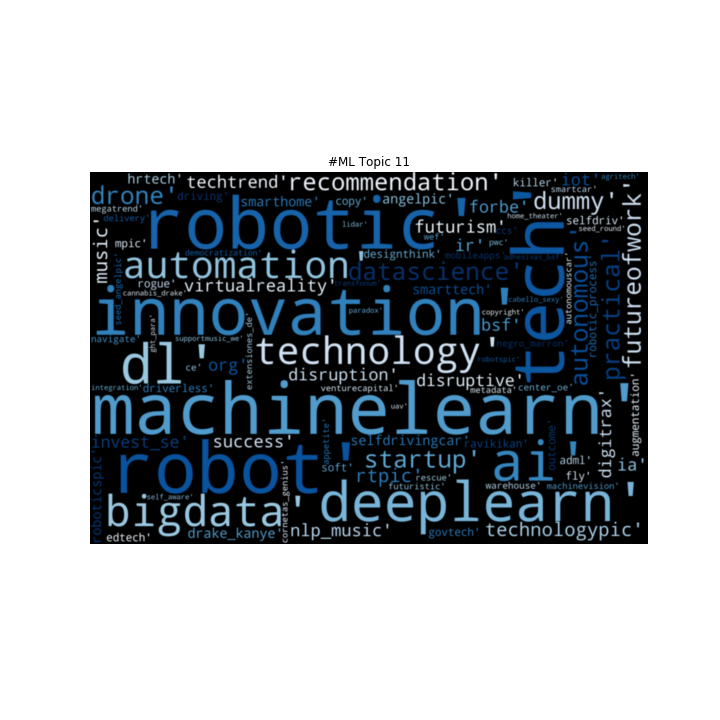 #ML Topic 11
hrtech'
techtrend'
recommendation'
killer'
iot'
agritech'
smartcar'
drone'
driving'
smarthome'
copy'
angelpic'
forbe'
dummy'
megatrend'
delivery'
robotic'
lidar'
futurism'
home_theater'
selfdriv'
seed_round'
music'
mpic'
democratization'
wef'
ir'
pwc'
ccs'
tech'
futureofwork'
automation'
designthink'
mobileapps'
adhesivas_bsf'
datascience'
seed_angelpic'
rogue'
virtualreality'
transfixium'
smarttech'
cannabis_drake'
cabello_sexy'
autonomouscar'
autonomous'
robotic_process'
practical'
innovation'
paradox'
copyright'
bsf'
navigate'
ght_para'
supportmusic_we'
extensiones_de'
dl'
technology'
negro_marron'
robotspic'
ce'
org'
disruption'
disruptive'
integration'
driverless'
venturecapital'
metadata'
center_oe'
machinelearn'
uav'
augmentation'
digitrax'
invest_se'
success'
appetite'
selfdrivingcar'
ravikikan'
outcome'
robot'
soft'
startup'
ai'
adml'
ia'
rtpic'
rescue'
fly'
roboticspic'
self_aware'
cornetas_genius'
futuristic'
warehouse'
machinevision'
bigdata'
deeplearn'
edtech'
drake_kanye'
nlp_music'
govtech'
technologypic'